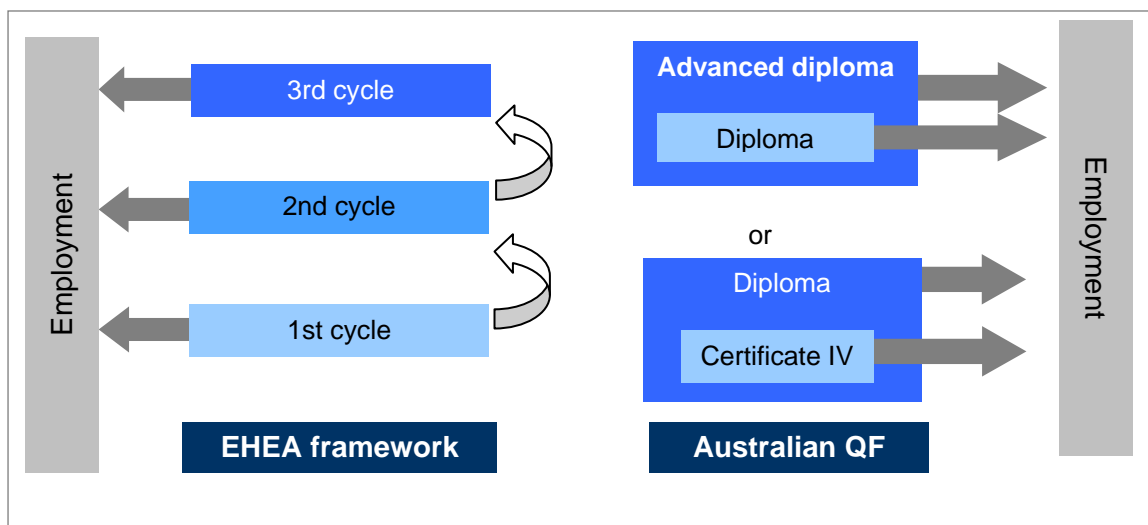 Employment
3rd cycle
2nd cycle
1st cycle
EHEA framework
Advanced diploma
Diploma
or
Diploma
Certificate IV
Australian QF
Employment